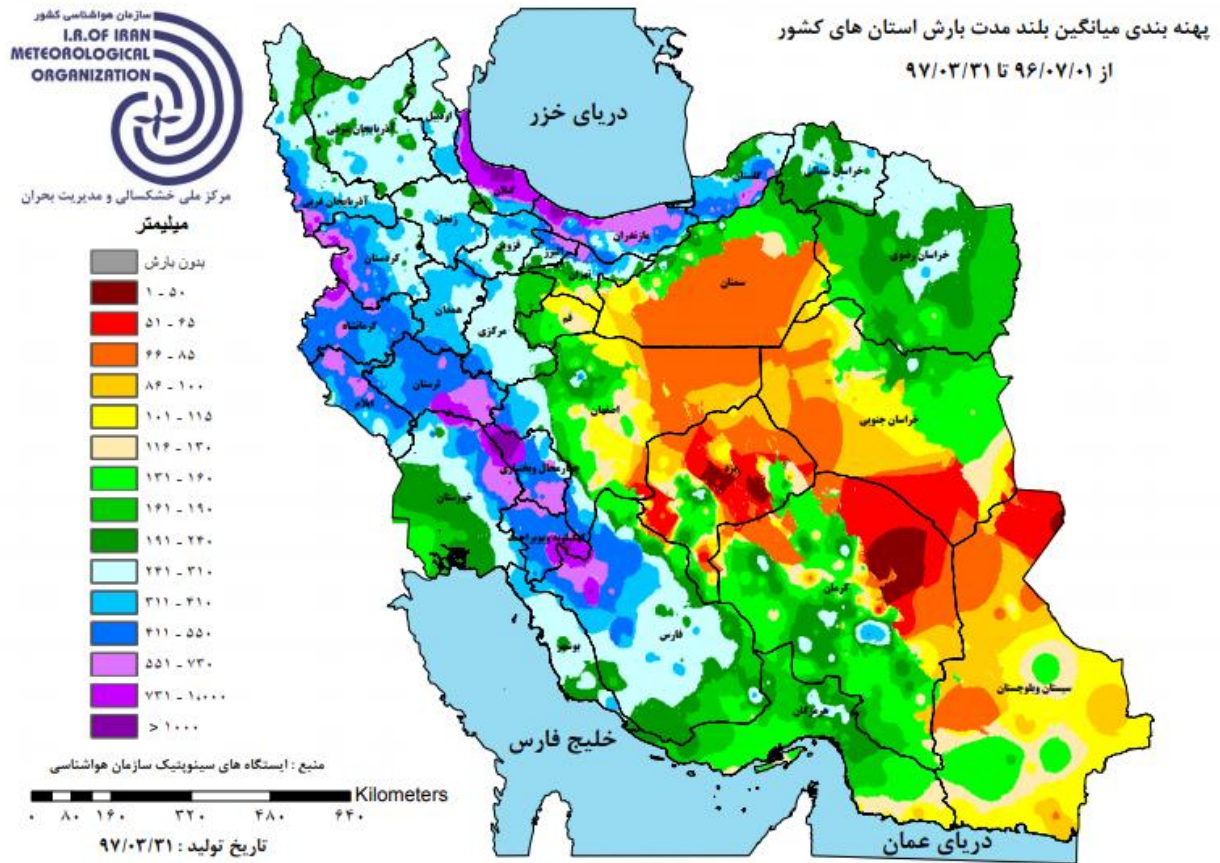 سازمان هواشناسی کشور
I.R.OF IRAN
METEOROLOGICAL
ORGANIZATION
مرکز ملی خشکسالی و مدیریت بحران
پهنه بندی میانگین بلند مدت بارش استان های کشور
از ۹۶/۰۷/۰۱ تا ۹۷/۰۳/۳۱
میلیمتر
بدون بارش
۱ - ۵۰
۵۱ - ۶۵
۶۶ - ۸۵
۸۶ - ۱۰۰
۱۰۱ - ۱۱۵
۱۱۶ - ۱۳۰
۱۳۱ - ۱۶۰
۱۶۱ - ۱۹۰
۱۹۱ - ۲۴۰
۲۴۱ - ۳۱۰
۳۱۱ - ۴۱۰
۴۱۱ - ۵۵۰
۵۵۱ - ۷۳۰
۷۳۱ - ۱،۰۰۰
> ۱۰۰۰
دریای خزر
اردبیل
آذربایجان شرقی
آذربایجان غربی
گیلان
زنجان
گلستان
خراسان شمالی
مازندران
قزوین
البرز
تهران
خراسان رضوی
کردستان
سمنان
همدان
قم
مرکزی
کرمانشاه
لرستان
ایلام
اصفهان
خراسان جنوبی
یزد
چهارمحال وبختیاری
خوزستان
کهگیلویه وبویراحمد
کرمان
فارس
بوشهر
سیستان وبلوچستان
هرمزگان
خلیج فارس
دریای عمان
منبع : ایستگاه های سینوپتیک سازمان هواشناسی
Kilometers
۰ ۸۰ ۱۶۰ ۳۲۰ ۴۸۰ ۶۴۰
تاریخ تولید : ۹۷/۰۳/۳۱